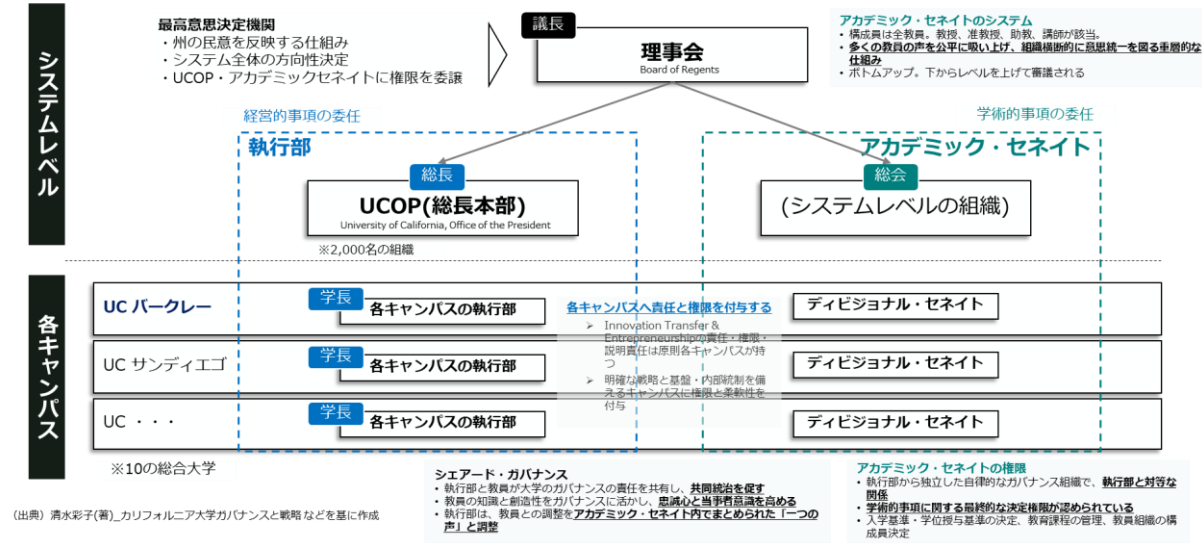 システムレベル
最高意思決定機関
・州の民意を反映する仕組み
・システム全体の方向性決定
・UCOP・アカデミックセネイトに権限を委譲
議長
理事会
Board of Regents
アカデミック・セネイトのシステム
• 構成員は全教員。教授、准教授、助教、講師が該当。
• 多くの教員の声を公平に吸い上げ、組織横断的に意思統一を図る重層的な
仕組み
• ボトムアップ。下からレベルを上げて審議される
経営的事項の委任
学術的事項の委任
執行部
アカデミック・セネイト
総長
UCOP(総長本部)
University of California, Office of the President
※2,000名の組織
総会
(システムレベルの組織)
各キャンパス
UC バークレー
学長
各キャンパスの執行部
ディビジョナル・セネイト
UC サンディエゴ
学長
各キャンパスの執行部
ディビジョナル・セネイト
UC ・・・
学長
各キャンパスの執行部
ディビジョナル・セネイト
各キャンパスへ責任と権限を付与する
➢ Innovation Transfer &
Entrepreneurshipの責任・権限・
説明責任は原則各キャンパスが持
つ
➢ 明確な戦略と基盤・内部統制を備
えるキャンパスに権限と柔軟性を
付与
※10の総合大学
シェアード・ガバナンス
• 執行部と教員が大学のガバナンスの責任を共有し、共同統治を促す
• 教員の知識と創造性をガバナンスに活かし、忠誠心と当事者意識を高める
• 執行部は、教員との調整をアカデミック・セネイト内でまとめられた「一つの
声」と調整
アカデミック・セネイトの権限
• 執行部から独立した自律的なガバナンス組織で、執行部と対等な
関係
• 学術的事項に関する最終的な決定権限が認められている
• 入学基準・学位授与基準の決定、教育課程の管理、教員組織の構
成員決定
(出典)清水彩子(著)_カリフォルニア大学ガバナンスと戦略 などを基に作成